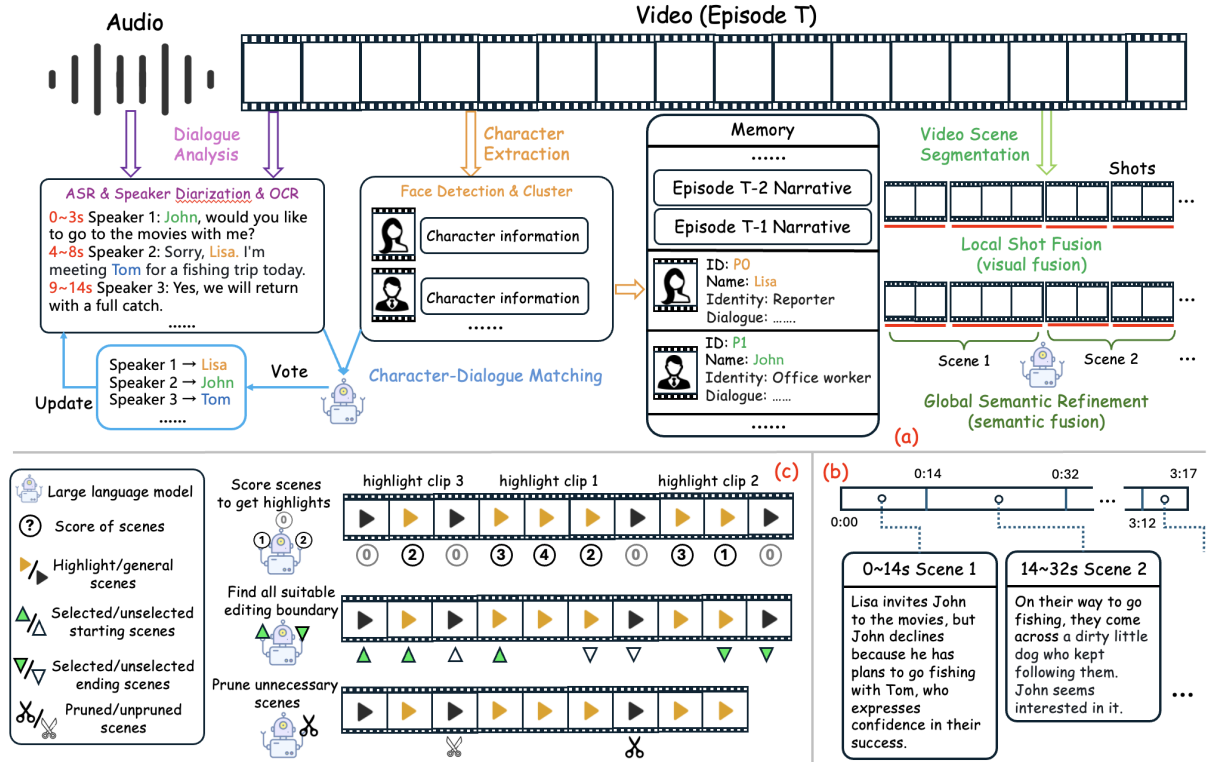 Audio
Video (Episode T)
Dialogue
Analysis
Character
Extraction
Video Scene
Segmentation
Shots
ASR & Speaker Diarization & OCR
0~3s Speaker 1: John, would you like
to go to the movies with me?
4~8s Speaker 2: Sorry, Lisa. I'm
meeting Tom for a fishing trip today.
9~14s Speaker 3: Yes, we will return
with a full catch.
......
Face Detection & Cluster
Character information
Character information
......
Memory
......
Episode T-2 Narrative
Episode T-1 Narrative
ID: P0
Name: Lisa
Identity: Reporter
Dialogue: .......
ID: P1
Name: John
Identity: Office worker
Dialogue: ......
......
...
Local Shot Fusion
(visual fusion)
...
Scene 1
Scene 2
...
Global Semantic Refinement
(semantic fusion)
Speaker 1 → Lisa
Speaker 2 → John
Speaker 3 → Tom
......
Vote
Update
Character-Dialogue Matching
(a)
Large language model
? Score of scenes
/ Highlight/general
scenes
/ Selected/unselected
starting scenes
/ Selected/unselected
ending scenes
/ Pruned/unpruned
scenes
(c)
Score scenes
to get highlights
0
1 2
highlight clip 3 highlight clip 1 highlight clip 2
0 2 0 3 4 2 0 3 1 0
Find all suitable
editing boundary
Prune unnecessary
scenes
(b)
0:14 0:32 3:17
...
0:00 3:12
0~14s Scene 1
Lisa invites John
to the movies, but
John declines
because he has
plans to go fishing
with Tom, who
expresses
confidence in their
success.
14~32s Scene 2
On their way to go
fishing, they come
across a dirty little
dog who kept
following them.
John seems
interested in it.
...